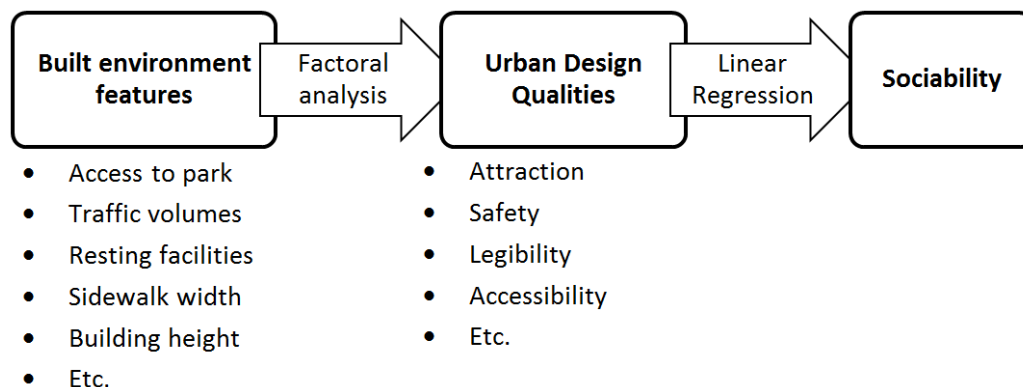 Built environment
features
Factoral
analysis
Urban Design
Qualities
Linear
Regression
Sociability
• Access to park
• Traffic volumes
• Resting facilities
• Sidewalk width
• Building height
• Etc.
• Attraction
• Safety
• Legibility
• Accessibility
• Etc.